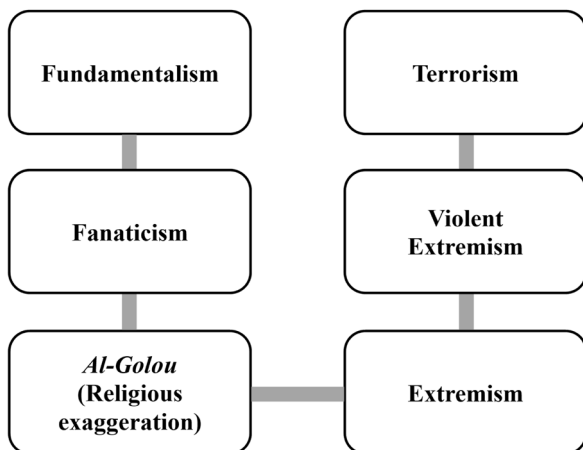 Fundamentalism
Fanaticism
Al-Golou
(Religious
exaggeration)
Extremism
Violent
Extremism
Terrorism